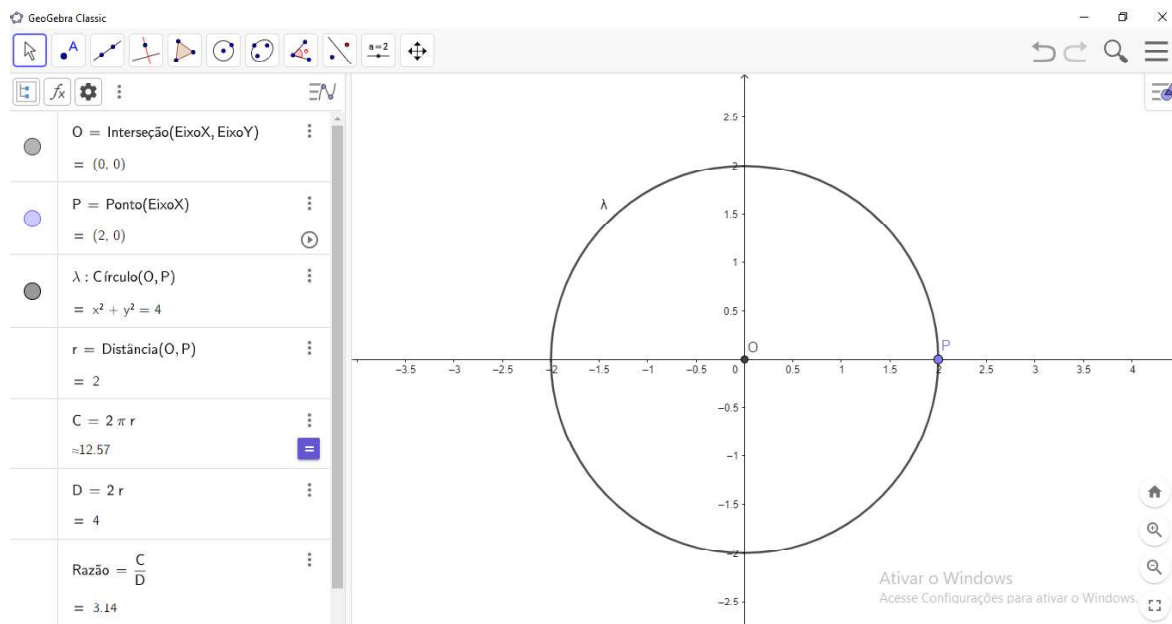 GeoGebra Classic
A
a=2
fx
O = Interseção(EixoX, EixoY)
= (0, 0)
P = Ponto(EixoX)
= (2, 0)
λ : Círculo(O, P)
= x² + y² = 4
r = Distância(O, P)
= 2
C = 2 π r
≈12.57
=
D = 2 r
= 4
Razão = C/D
= 3.14
2.5
2
λ
1.5
1
0.5
O
P
−3.5 −3 −2.5 −2 −1.5 −1 −0.5 0 0.5 1 1.5 2 2.5 3 3.5 4
−0.5
−1
−1.5
−2
−2.5
Ativar o Windows
Acesse Configurações para ativar o Windows.